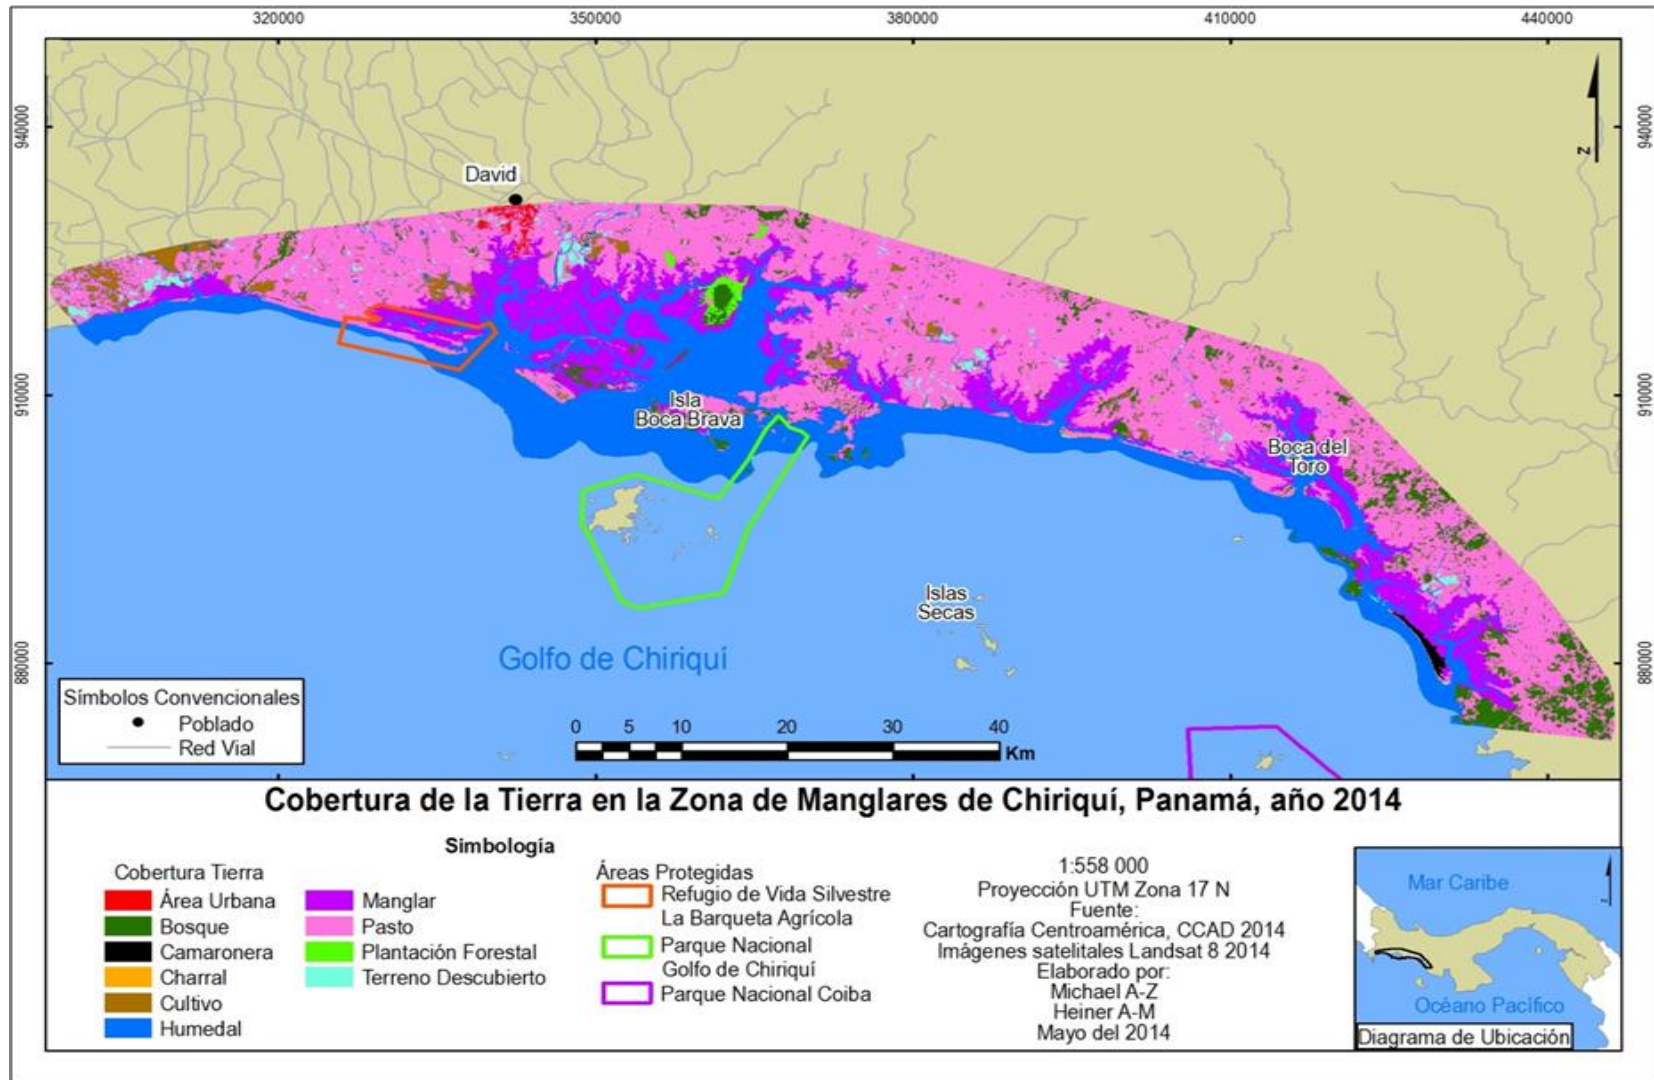 320000
350000
380000
410000
440000
940000
940000
Z
David
910000
910000
Isla
Boca Brava
Boca del
Toro
Islas
Secas
880000
880000
Golfo de Chiriquí
Símbolos Convencionales
Poblado
Red Vial
0 5 10 20 30 40
Km
Cobertura de la Tierra en la Zona de Manglares de Chiriquí, Panamá, año 2014
Simbología
Cobertura Tierra
Área Urbana
Bosque
Camaronera
Charral
Cultivo
Humedal
Manglar
Pasto
Plantación Forestal
Terreno Descubierto
Áreas Protegidas
Refugio de Vida Silvestre
La Barqueta Agrícola
Parque Nacional
Golfo de Chiriquí
Parque Nacional Coiba
1:558 000
Proyección UTM Zona 17 N
Fuente:
Cartografía Centroamérica, CCAD 2014
Imágenes satelitales Landsat 8 2014
Elaborado por:
Michael A-Z
Heiner A-M
Mayo del 2014
Mar Caribe
Océano Pacífico
Diagrama de Ubicación